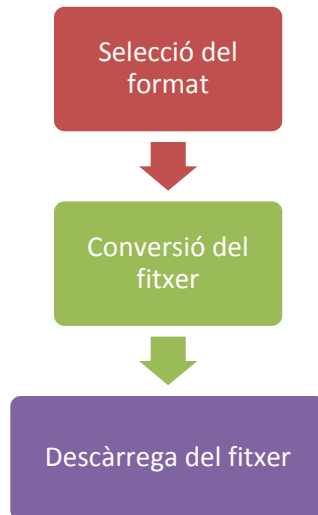 Selecció del
format
Conversió del
fitxer
Descàrrega del fitxer